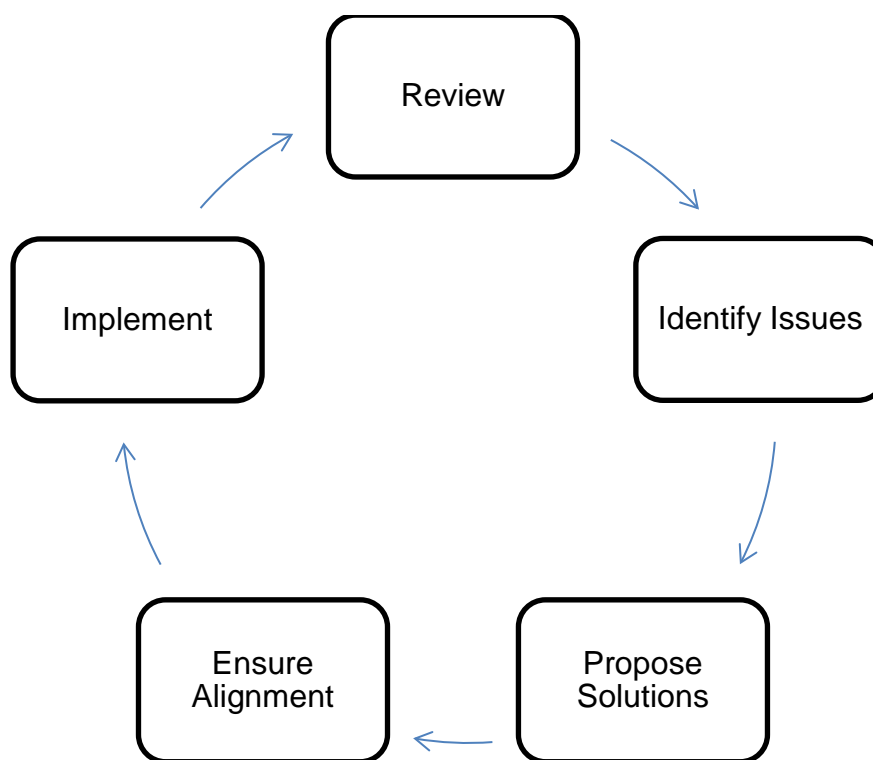 Review
Identify Issues
Propose
Solutions
Ensure
Alignment
Implement